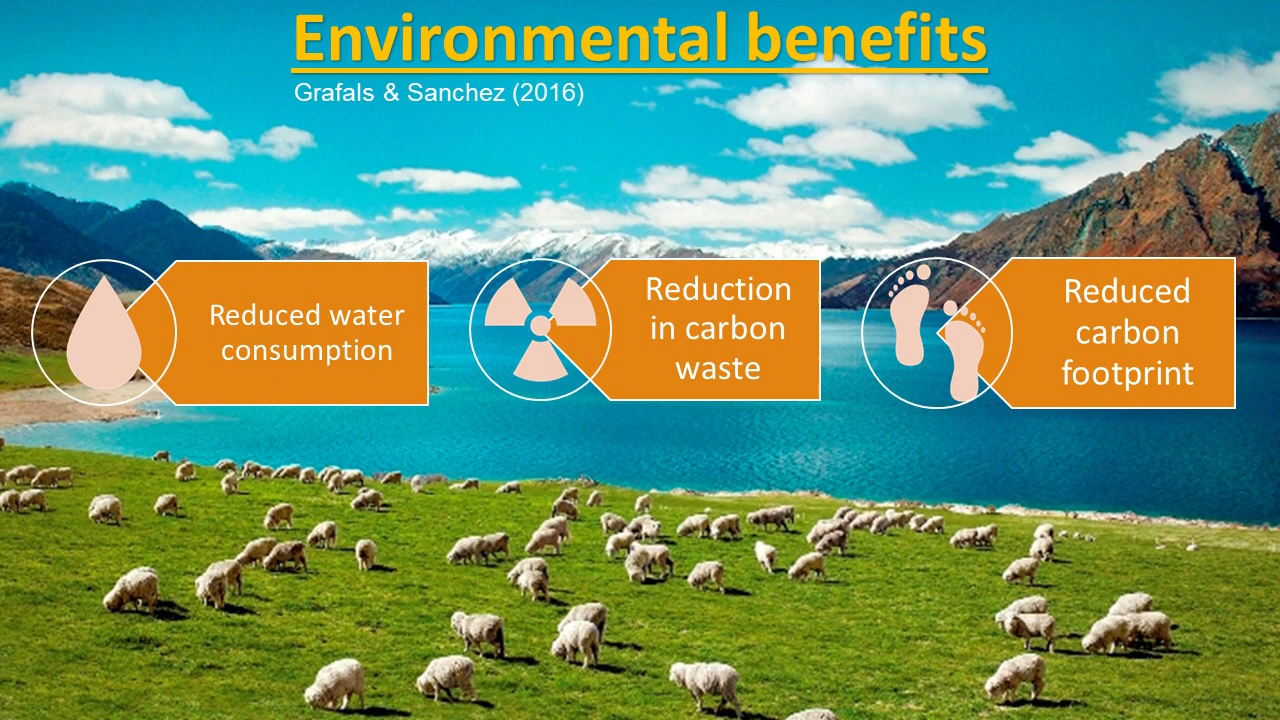 Environmental benefits
Grafals & Sanchez (2016)
Reduced water
consumption
Reduction
in carbon
waste
Reduced
carbon
footprint